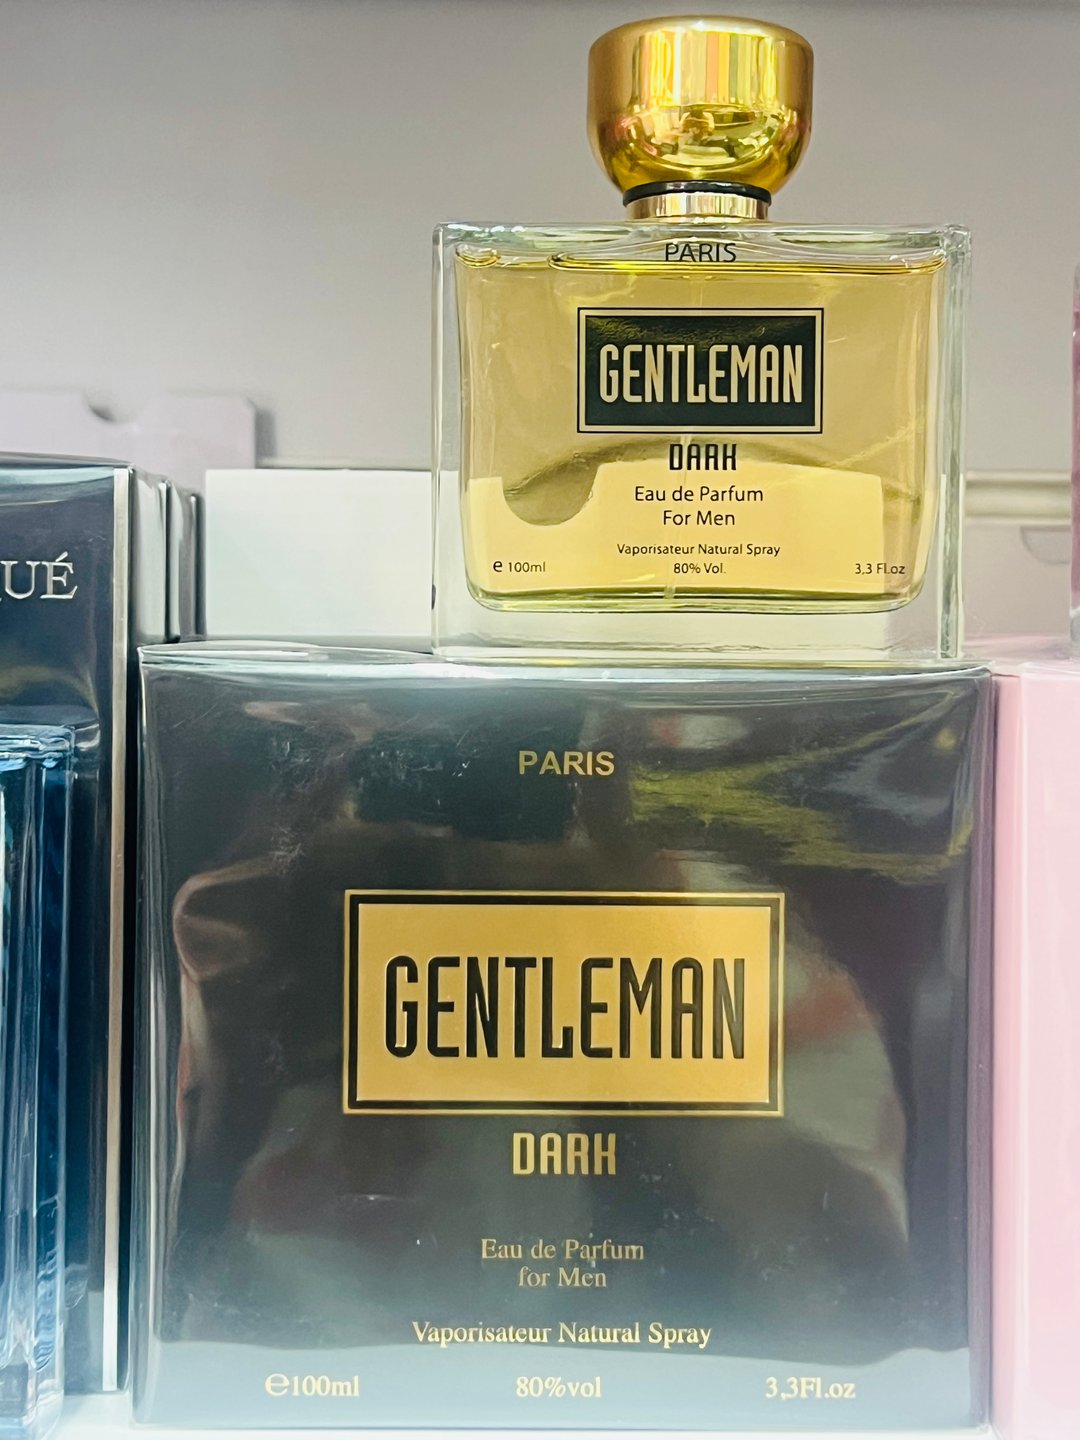 PARIS
GENTLEMAN
DARK
Eau de Parfum
For Men
Vaporisateur Natural Spray
e 100ml 80% Vol. 3,3 Fl.oz
UÉ
PARIS
GENTLEMAN
DARK
Eau de Parfum
for Men
Vaporisateur Natural Spray
e100ml 80%vol 3,3Fl.oz